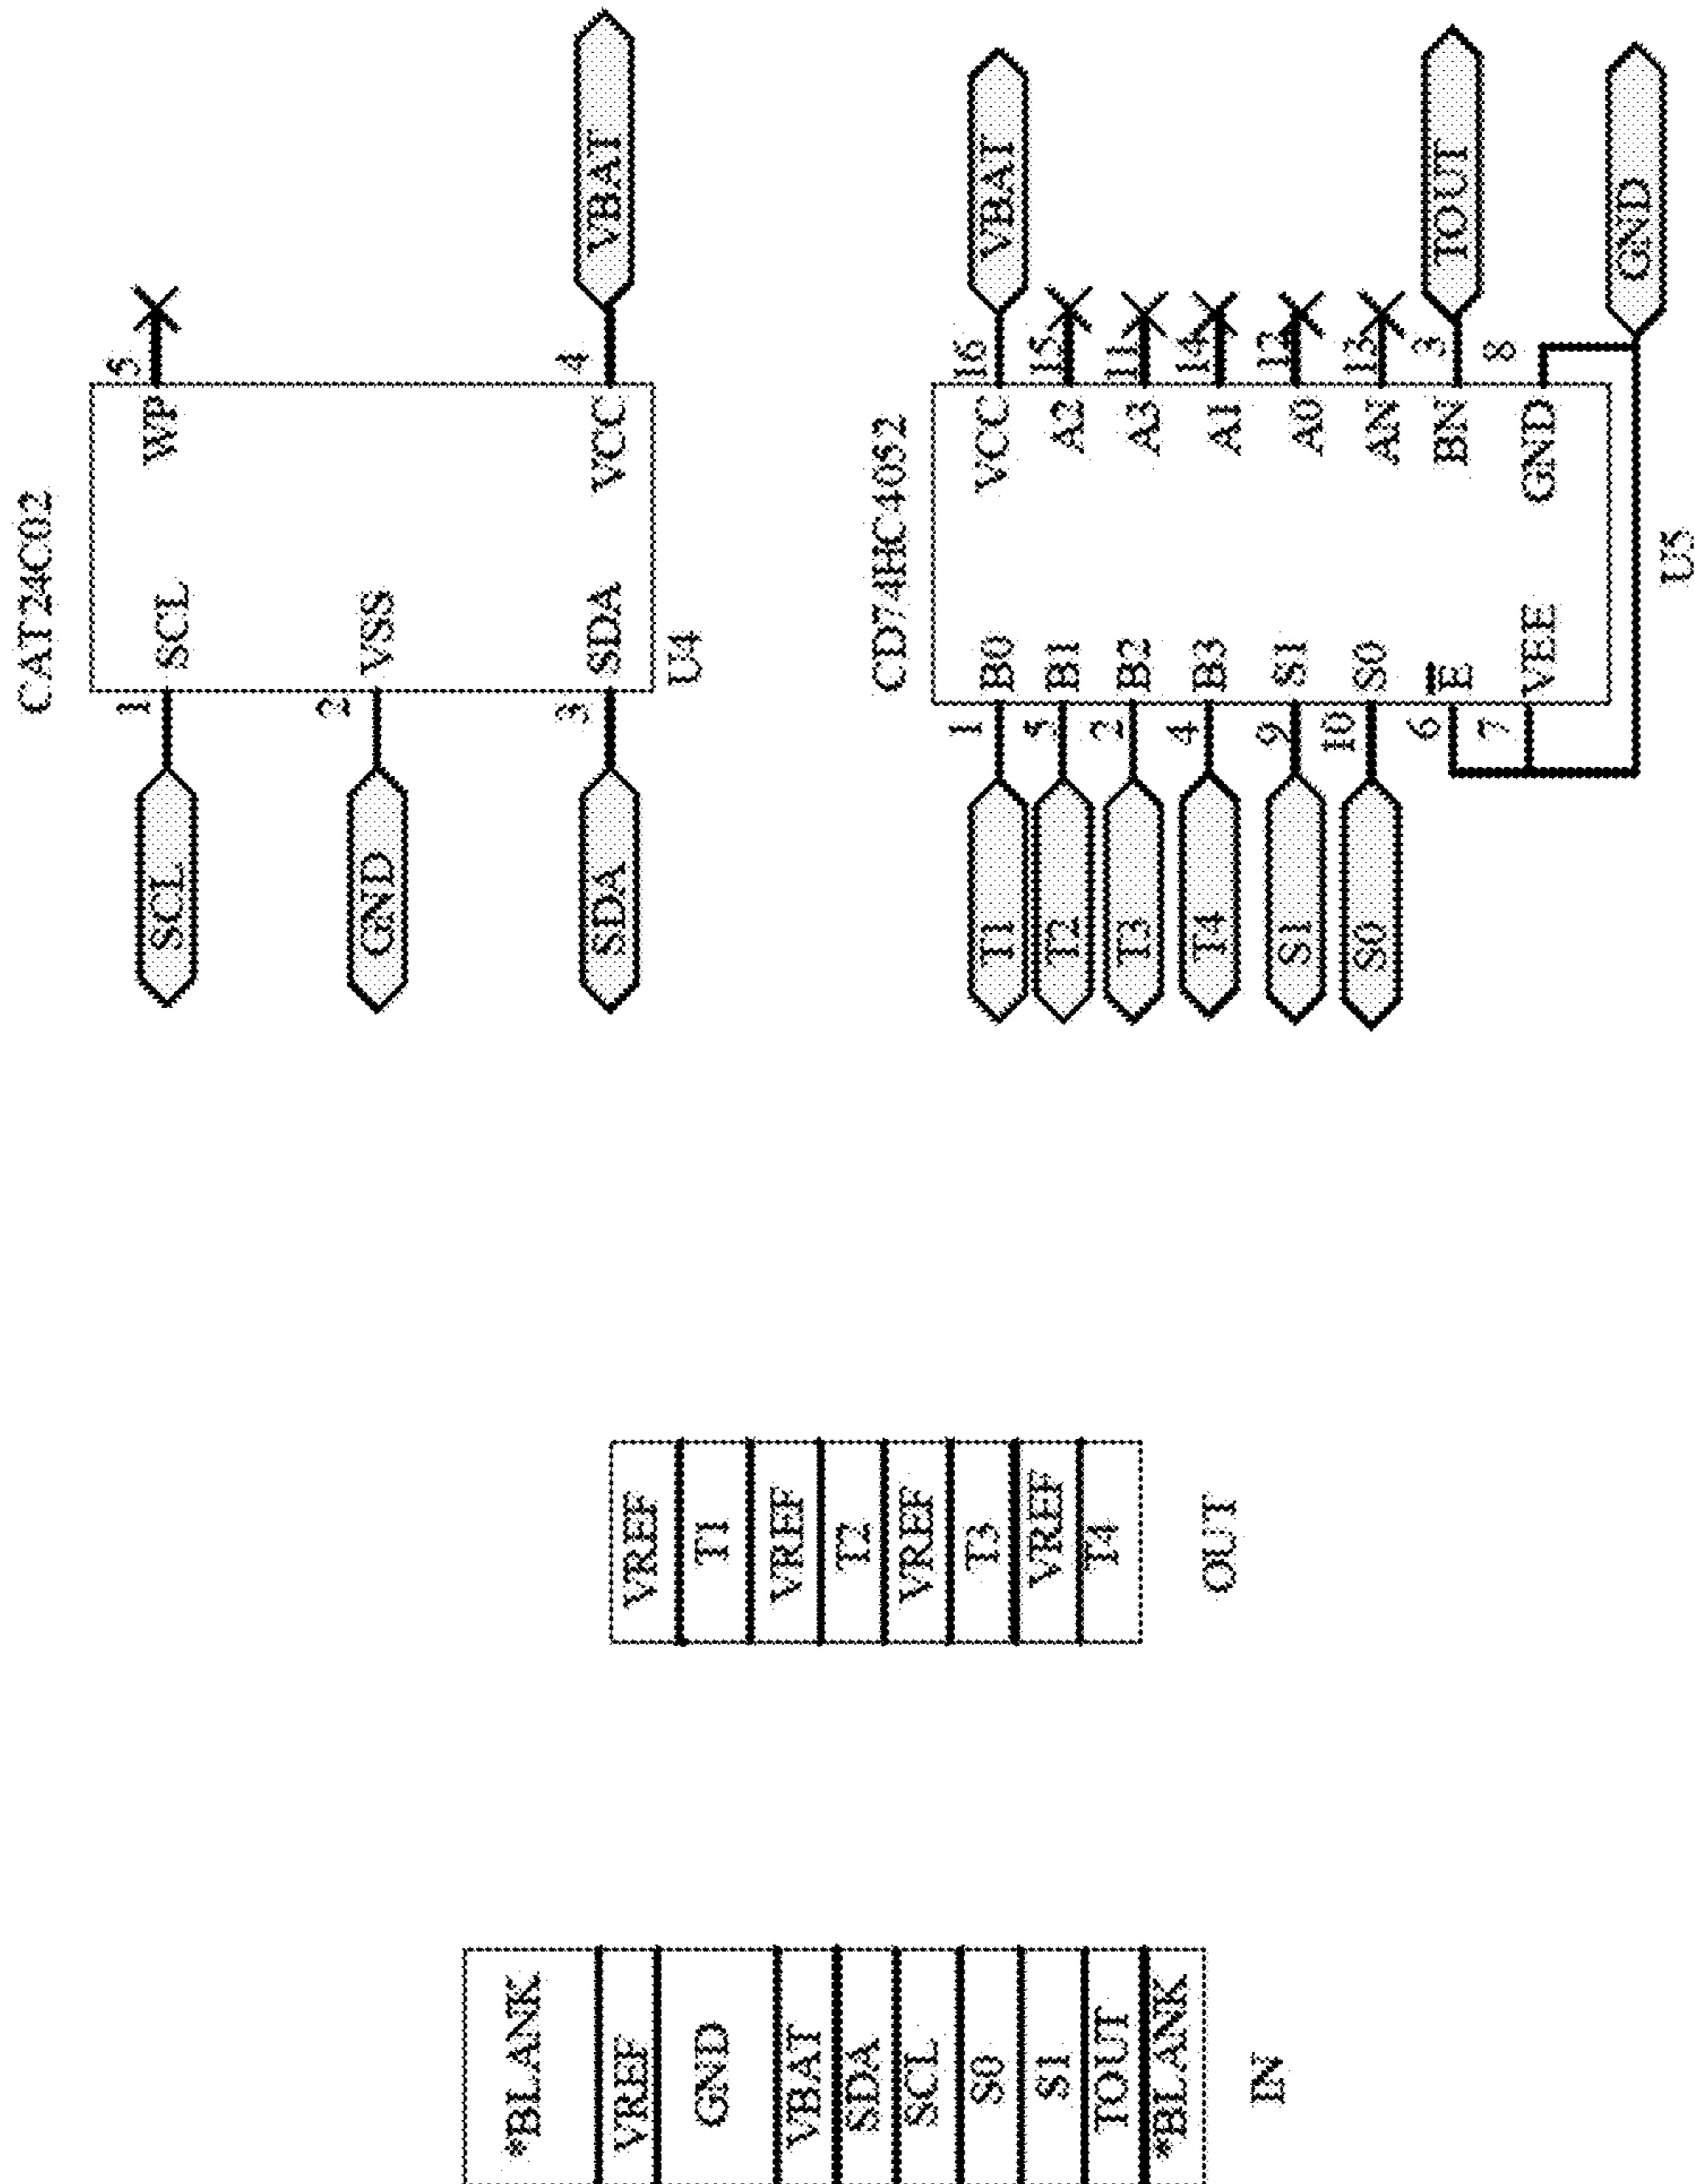 *BLANK
VREF
GND
VBAT
SDA
SCL
S0
S1
TOUT
*BLANK
IN
VREF
T1
VREF
T2
VREF
T3
VREF
T4
OUT
CAT24C02
SCL 1 SCL WP 5
GND 2 VSS
SDA 3 SDA VCC 4 VBAT
U4
CD74HC4052
T1 1 B0 VCC 16 VBAT
T2 5 B1 A2 15
T3 2 B2 A3 11
T4 4 B3 A1 14
S1 9 S1 A0 12
S0 10 S0 AN 13
6 E BN 3 TOUT
7 VEE GND 8
GND
U5